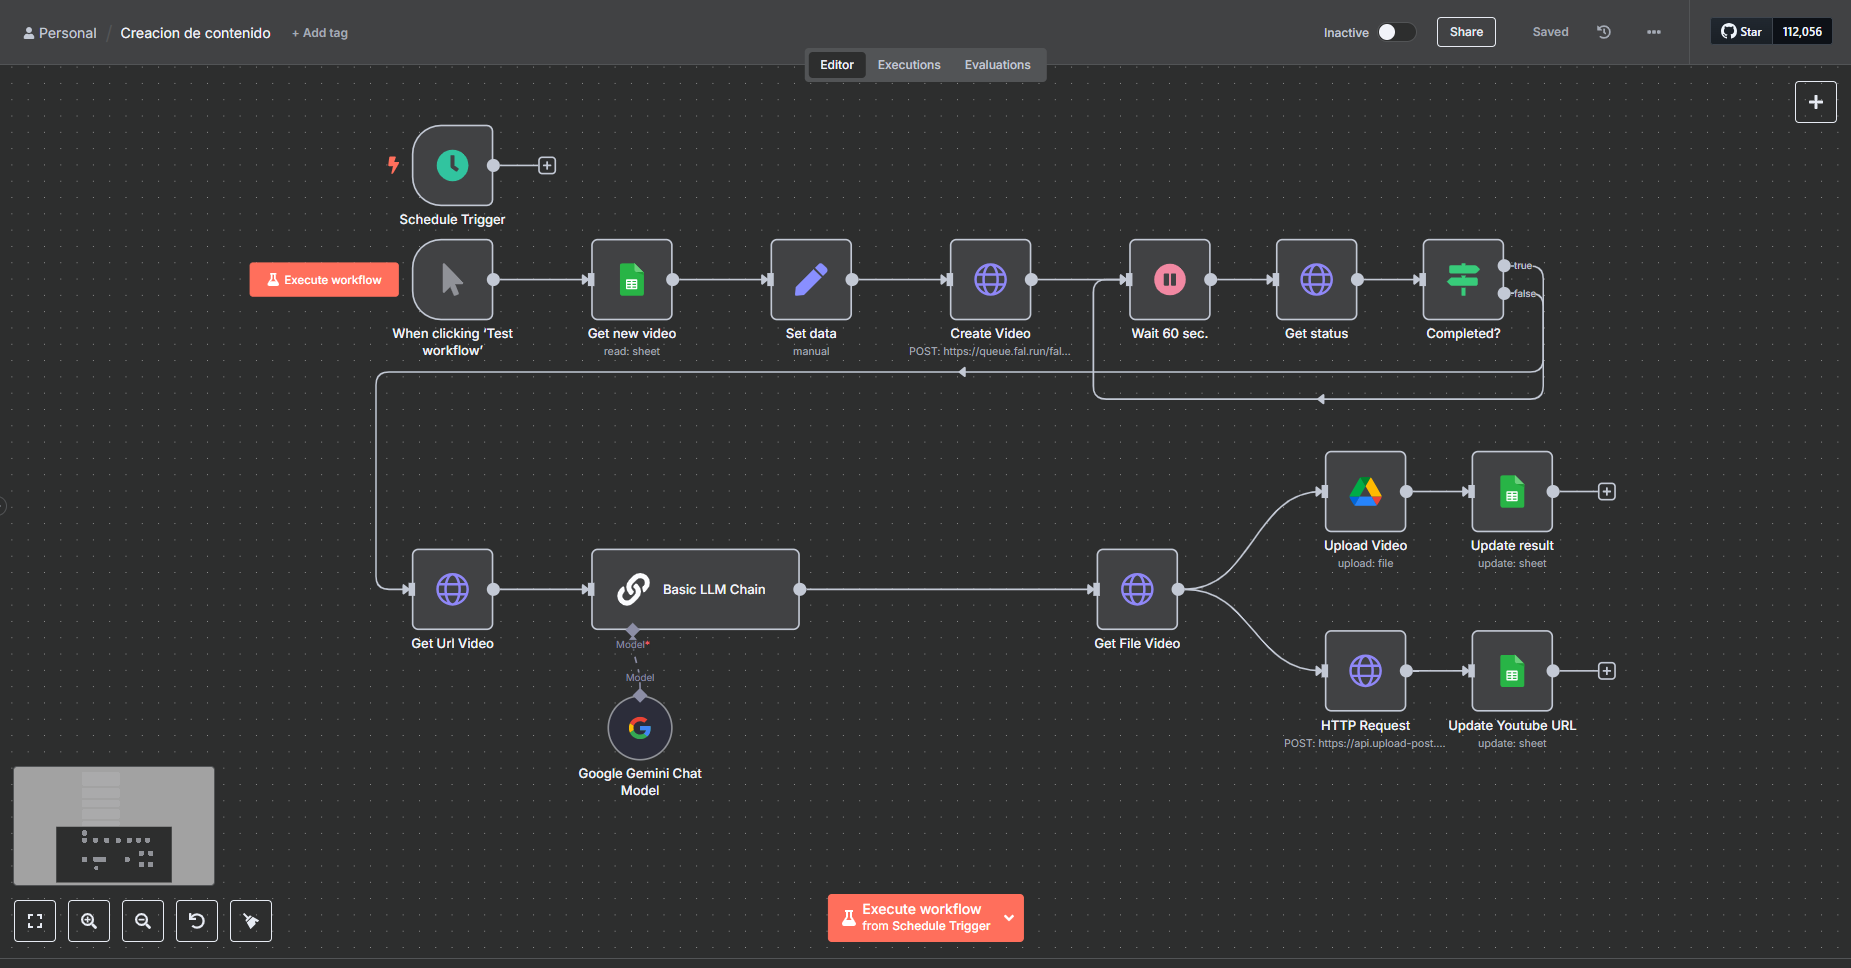 Personal / Creacion de contenido + Add tag
Inactive Share Saved ... Star 112,056
Editor Executions Evaluations
Schedule Trigger
Execute workflow
When clicking ‘Test
workflow’
Get new video
read: sheet
Set data
manual
Create Video
POST: https://queue.fal.run/fal...
Wait 60 sec.
Get status
Completed?
true
false
Get Url Video
Basic LLM Chain
Model*
Model
Google Gemini Chat
Model
Get File Video
Upload Video
upload: file
Update result
update: sheet
HTTP Request
POST: https://api.upload-post....
Update Youtube URL
update: sheet
Execute workflow
from Schedule Trigger